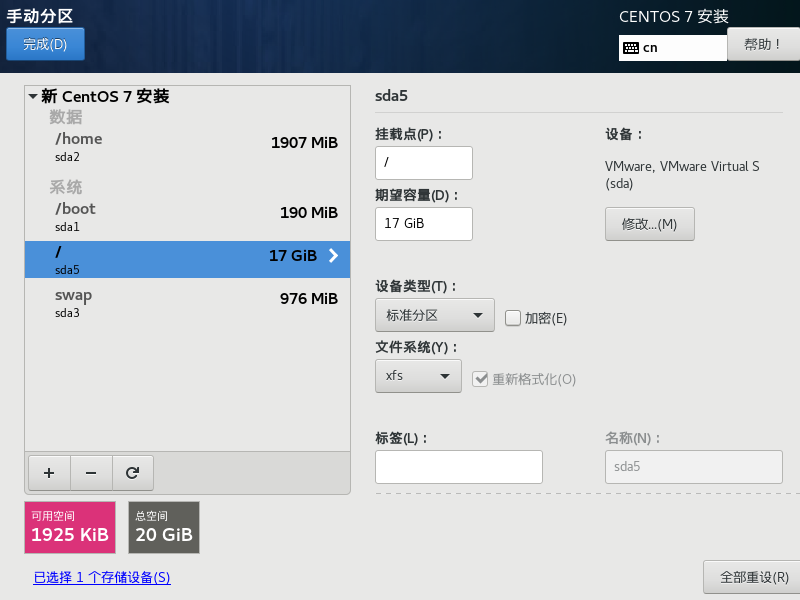 手动分区
CENTOS 7 安装
完成(D)
cn
帮助！
新 CentOS 7 安装
数据
/home
1907 MiB
sda2
系统
/boot
190 MiB
sda1
/
17 GiB
sda5
swap
976 MiB
sda3
可用空间
1925 KiB
总空间
20 GiB
已选择 1 个存储设备(S)
sda5
挂载点(P)：
/
期望容量(D)：
17 GiB
设备：
VMware, VMware Virtual S
(sda)
修改...(M)
设备类型(T)：
标准分区
加密(E)
文件系统(Y)：
xfs
重新格式化(O)
标签(L)：
名称(N)：
sda5
全部重设(R)